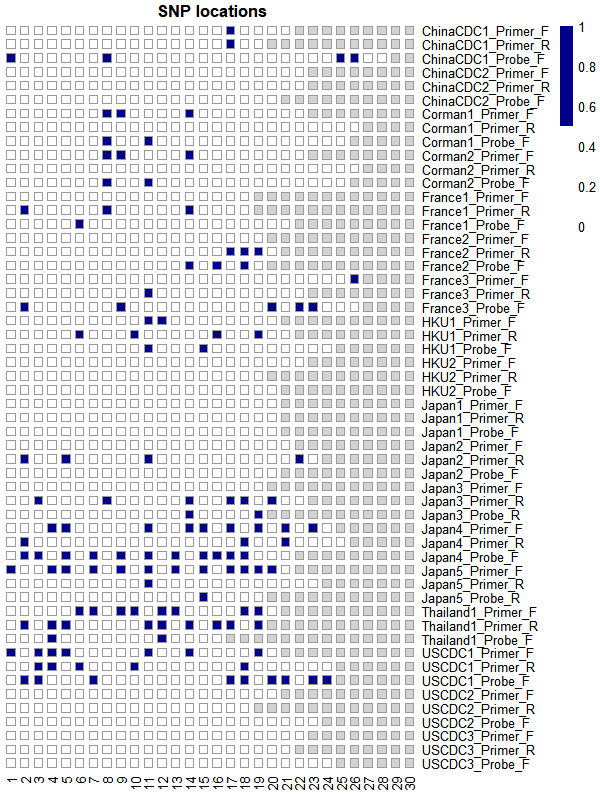 SNP locations
ChinaCDC1_Primer_F
ChinaCDC1_Primer_R
ChinaCDC1_Probe_F
ChinaCDC2_Primer_F
ChinaCDC2_Primer_R
ChinaCDC2_Probe_F
Corman1_Primer_F
Corman1_Primer_R
Corman1_Probe_F
Corman2_Primer_F
Corman2_Primer_R
Corman2_Probe_F
France1_Primer_F
France1_Primer_R
France1_Probe_F
France2_Primer_F
France2_Primer_R
France2_Probe_F
France3_Primer_F
France3_Primer_R
France3_Probe_F
HKU1_Primer_F
HKU1_Primer_R
HKU1_Probe_F
HKU2_Primer_F
HKU2_Primer_R
HKU2_Probe_F
Japan1_Primer_F
Japan1_Primer_R
Japan1_Probe_F
Japan2_Primer_F
Japan2_Primer_R
Japan2_Probe_F
Japan3_Primer_F
Japan3_Primer_R
Japan3_Probe_R
Japan4_Primer_F
Japan4_Primer_R
Japan4_Probe_F
Japan5_Primer_F
Japan5_Primer_R
Japan5_Probe_R
Thailand1_Primer_F
Thailand1_Primer_R
Thailand1_Probe_F
USCDC1_Primer_F
USCDC1_Primer_R
USCDC1_Probe_F
USCDC2_Primer_F
USCDC2_Primer_R
USCDC2_Probe_F
USCDC3_Primer_F
USCDC3_Primer_R
USCDC3_Probe_F
1 2 3 4 5 6 7 8 9 10 11 12 13 14 15 16 17 18 19 20 21 22 23 24 25 26 27 28 29 30
1
0.8
0.6
0.4
0.2
0